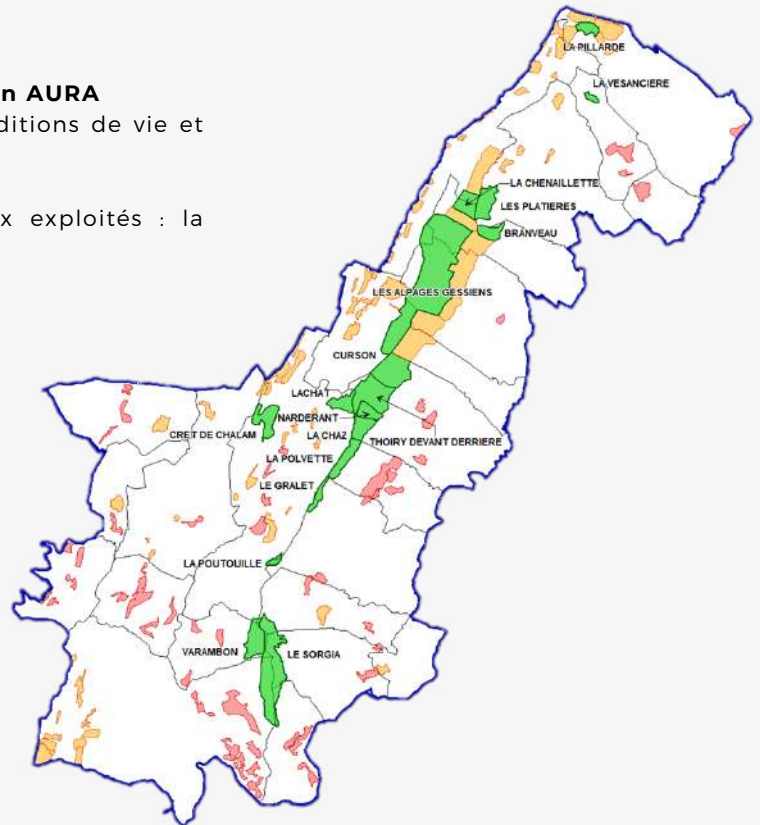 n AURA
ditions de vie et
x exploités : la
LA PILLARDE
LA VESANCIERE
LA CHENAILLETTE
LES PLATIERES
BRANVEAU
LES ALPAGES GESSIENS
CURSON
LACHAT
NARDERANT
CRET DE CHALAM
LA CHAZ
THOIRY DEVANT DERRIERE
LA POLVETTE
LE GRALET
LA POUTOUILLE
VARAMBON
LE SORGIA